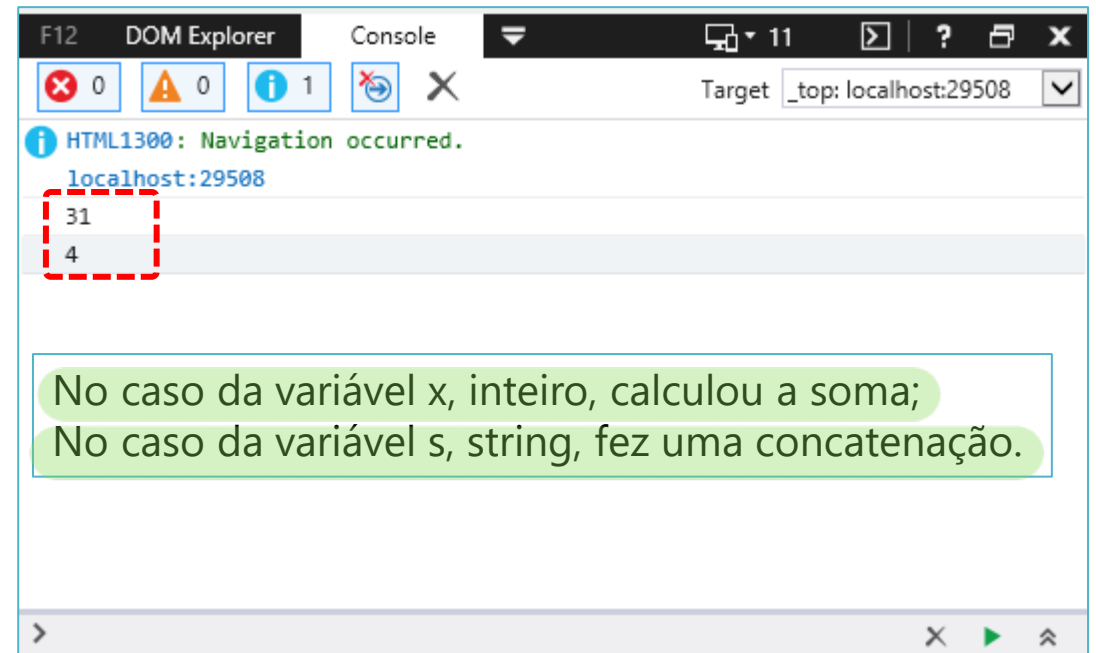 F12 DOM Explorer Console 11 ?
0 0 1 Target _top: localhost:29508
HTML1300: Navigation occurred.
localhost:29508
31
4
No caso da variável x, inteiro, calculou a soma;
No caso da variável s, string, fez uma concatenação.